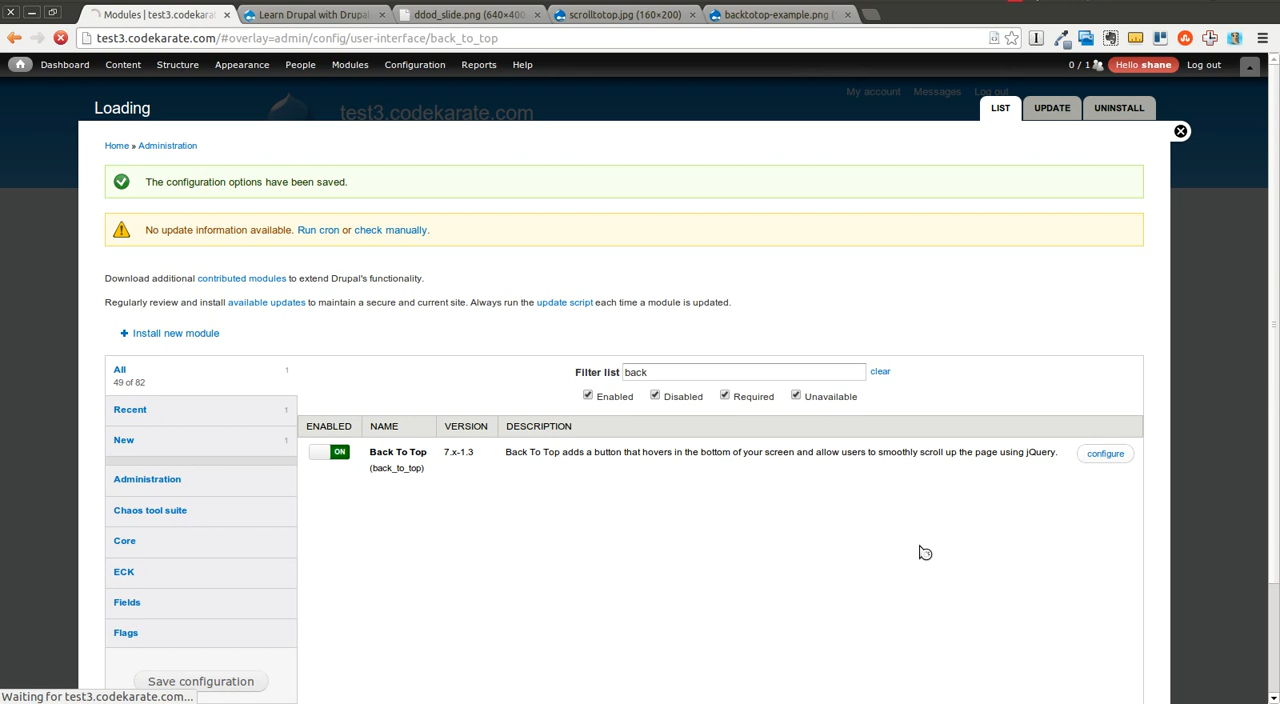 Modules | test3.codekarat
Learn Drupal with Drupa
ddod_slide.png (640×400
scrolltotop.jpg (160×200)
backtotop-example.png
test3.codekarate.com/#overlay=admin/config/user-interface/back_to_top
Dashboard Content Structure Appearance People Modules Configuration Reports Help 0 / 1 Hello shane Log out
My account Messages Log out
Loading test3.codekarate.com LIST UPDATE UNINSTALL
Home » Administration
The configuration options have been saved.
No update information available. Run cron or check manually.
Download additional contributed modules to extend Drupal's functionality.
Regularly review and install available updates to maintain a secure and current site. Always run the update script each time a module is updated.
Install new module
All 1
49 of 82
Recent 1
New 1
Administration
Chaos tool suite
Core
ECK
Fields
Flags
Save configuration
Filter list back clear
Enabled Disabled Required Unavailable
ENABLED NAME VERSION DESCRIPTION
ON Back To Top 7.x-1.3 Back To Top adds a button that hovers in the bottom of your screen and allow users to smoothly scroll up the page using jQuery. configure
(back_to_top)
Waiting for test3.codekarate.com...